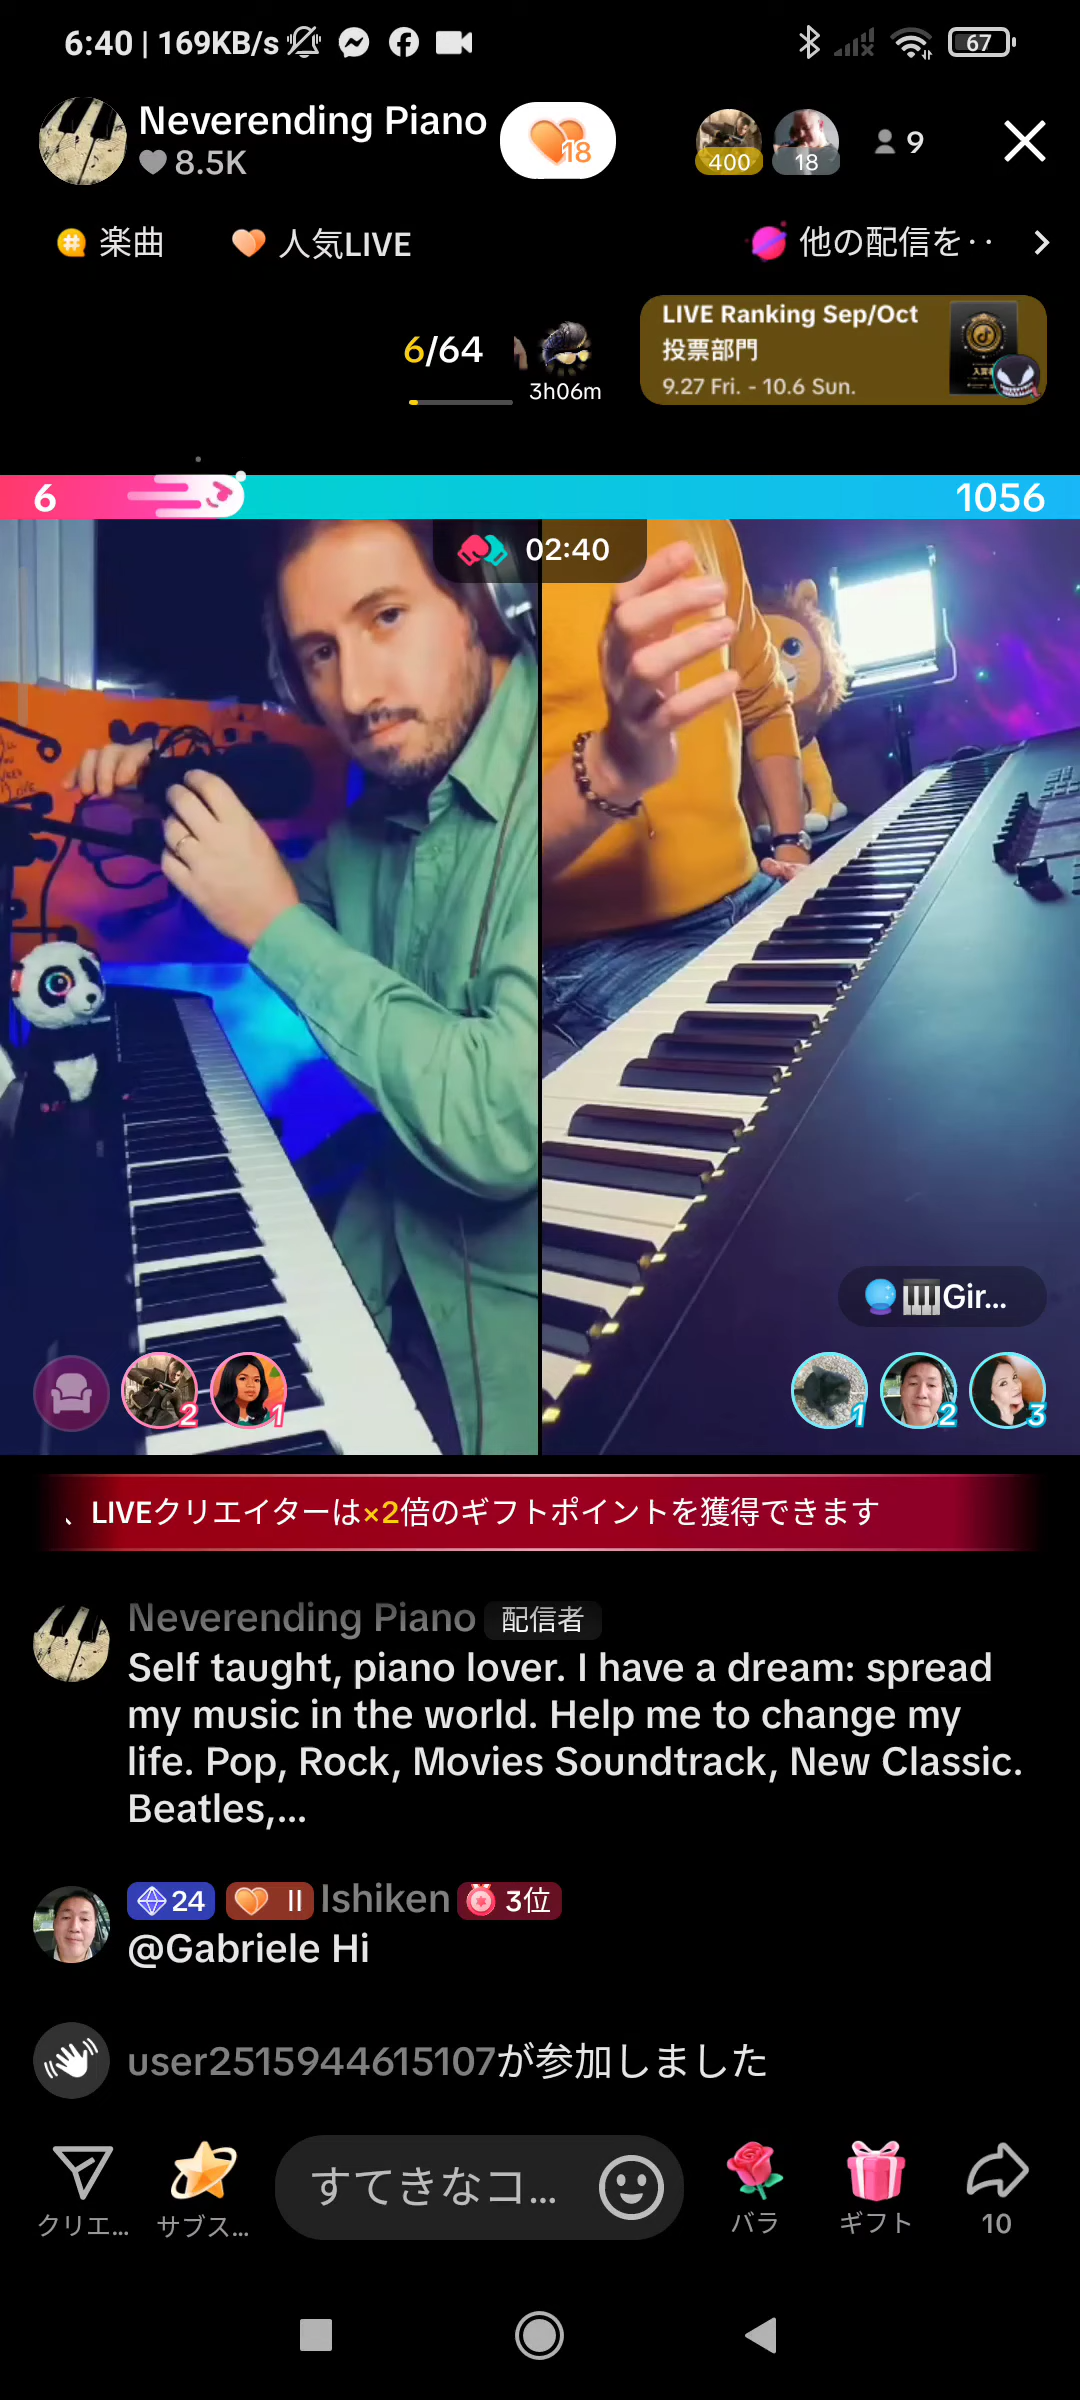 6:40 | 169KB/s
67
Neverending Piano
8.5K
18
400
18
9
楽曲
人気LIVE
他の配信を‥
6/64
3h06m
LIVE Ranking Sep/Oct
投票部門
9.27 Fri. - 10.6 Sun.
6
1056
02:40
Gir...
2
1
1
2
3
、LIVEクリエイターは×2倍のギフトポイントを獲得できます
Neverending Piano 配信者
Self taught, piano lover. I have a dream: spread
my music in the world. Help me to change my
life. Pop, Rock, Movies Soundtrack, New Classic.
Beatles,...
24 II Ishiken 3位
@Gabriele Hi
user2515944615107が参加しました
すてきなコ...
クリエ...
サブス...
バラ
ギフト
10